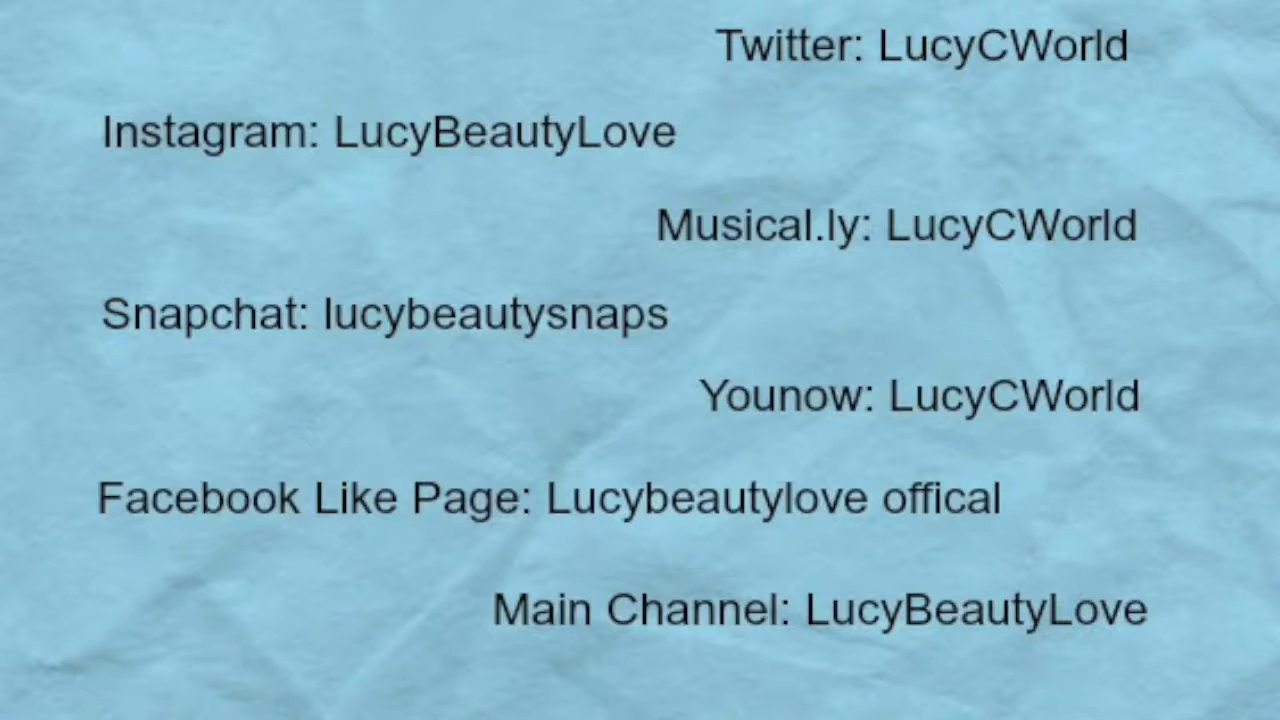 Twitter: LucyCWorld
Instagram: LucyBeautyLove
Musical.ly: LucyCWorld
Snapchat: lucybeautysnaps
Younow: LucyCWorld
Facebook Like Page: Lucybeautylove offical
Main Channel: LucyBeautyLove